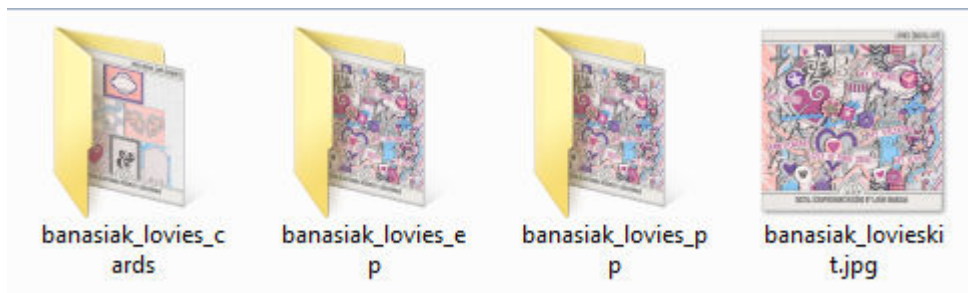 banasiak_lovies_c
ards
banasiak_lovies_e
p
banasiak_lovies_p
p
banasiak_lovieski
t.jpg